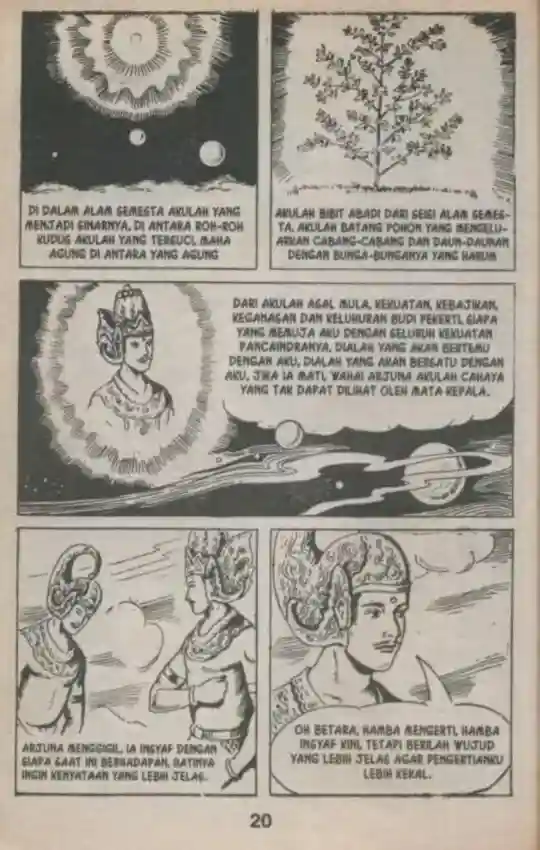 DI DALAM ALAM SEMESTA AKULAH YANG
MENJADI SINARNYA, DI ANTARA ROH-ROH
KUDUS AKULAH YANG TERSUCI, MAHA
AGUNG DI ANTARA YANG AGUNG
AKULAH BIBIT ABADI DARI SEISI ALAM SEMES-
TA. AKULAH BATANG POHON YANG MENGELU-
ARKAN CABANG-CABANG DAN DAUN-DAUNAN
DENGAN BUNGA-BUNGANYA YANG HARUM
DARI AKULAH ASAL MULA, KEKUATAN, KEBAJIKAN,
KEGANASAN DAN KELUHURAN BUDI PEKERTI. SIAPA
YANG MEMUJA AKU DENGAN SELURUH KEKUATAN
PANCAINDRANYA, DIALAH YANG AKAN BERTEMU
DENGAN AKU, DIALAH YANG AKAN BERSATU DENGAN
AKU, JIKA IA MATI, WAHAI ARJUNA AKULAH CAHAYA
YANG TAK DAPAT DILIHAT OLEH MATA KEPALA.
ARJUNA MENGGIGIL, IA INSYAF DENGAN
SIAPA SAAT INI BERHADAPAN, BATINYA
INGIN KENYATAAN YANG LEBIH JELAS.
OH BETARA, HAMBA MENGERTI, HAMBA
INSYAF KINI, TETAPI BERILAH WUJUD
YANG LEBIH JELAS AGAR PENGERTIANKU
LEBIH KEKAL.
20